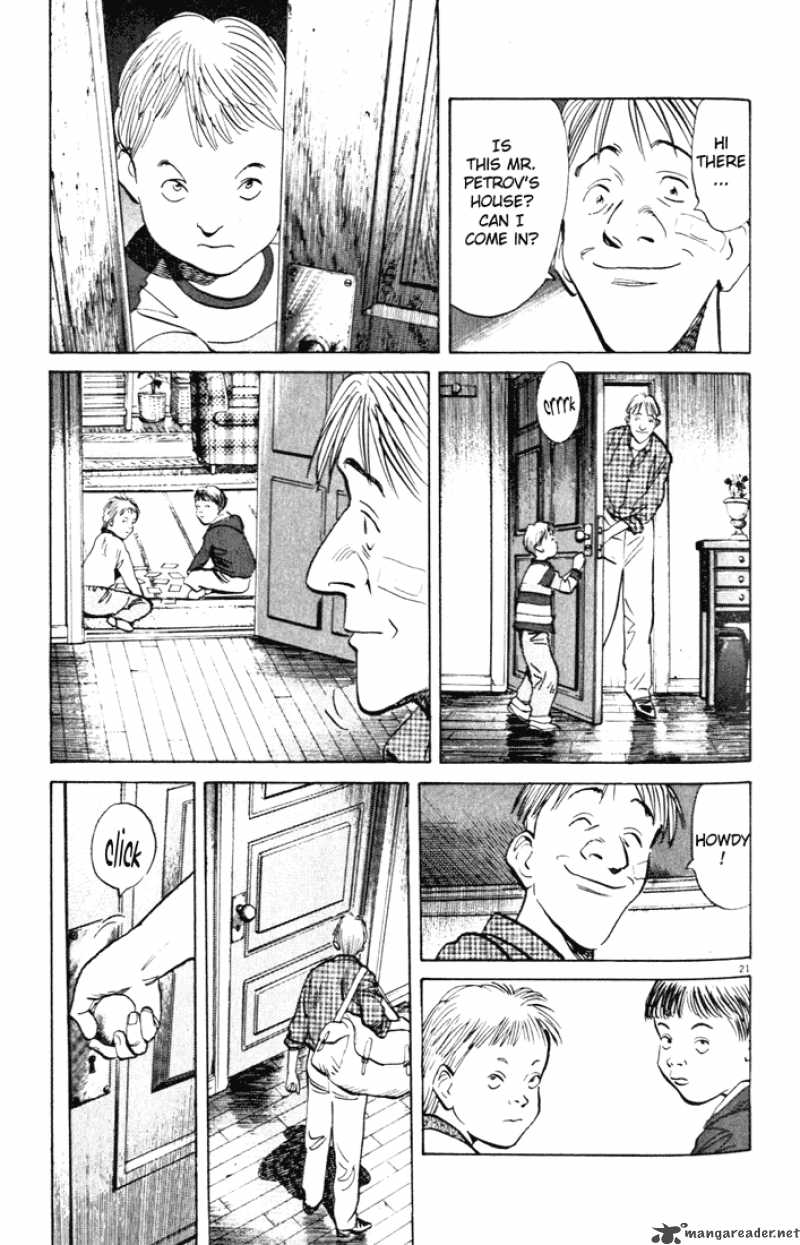 HI
THERE
...
IS
THIS MR.
PETROV'S
HOUSE?
CAN I
COME IN?
crrrk
HOWDY
!
21
click
mangareader.net